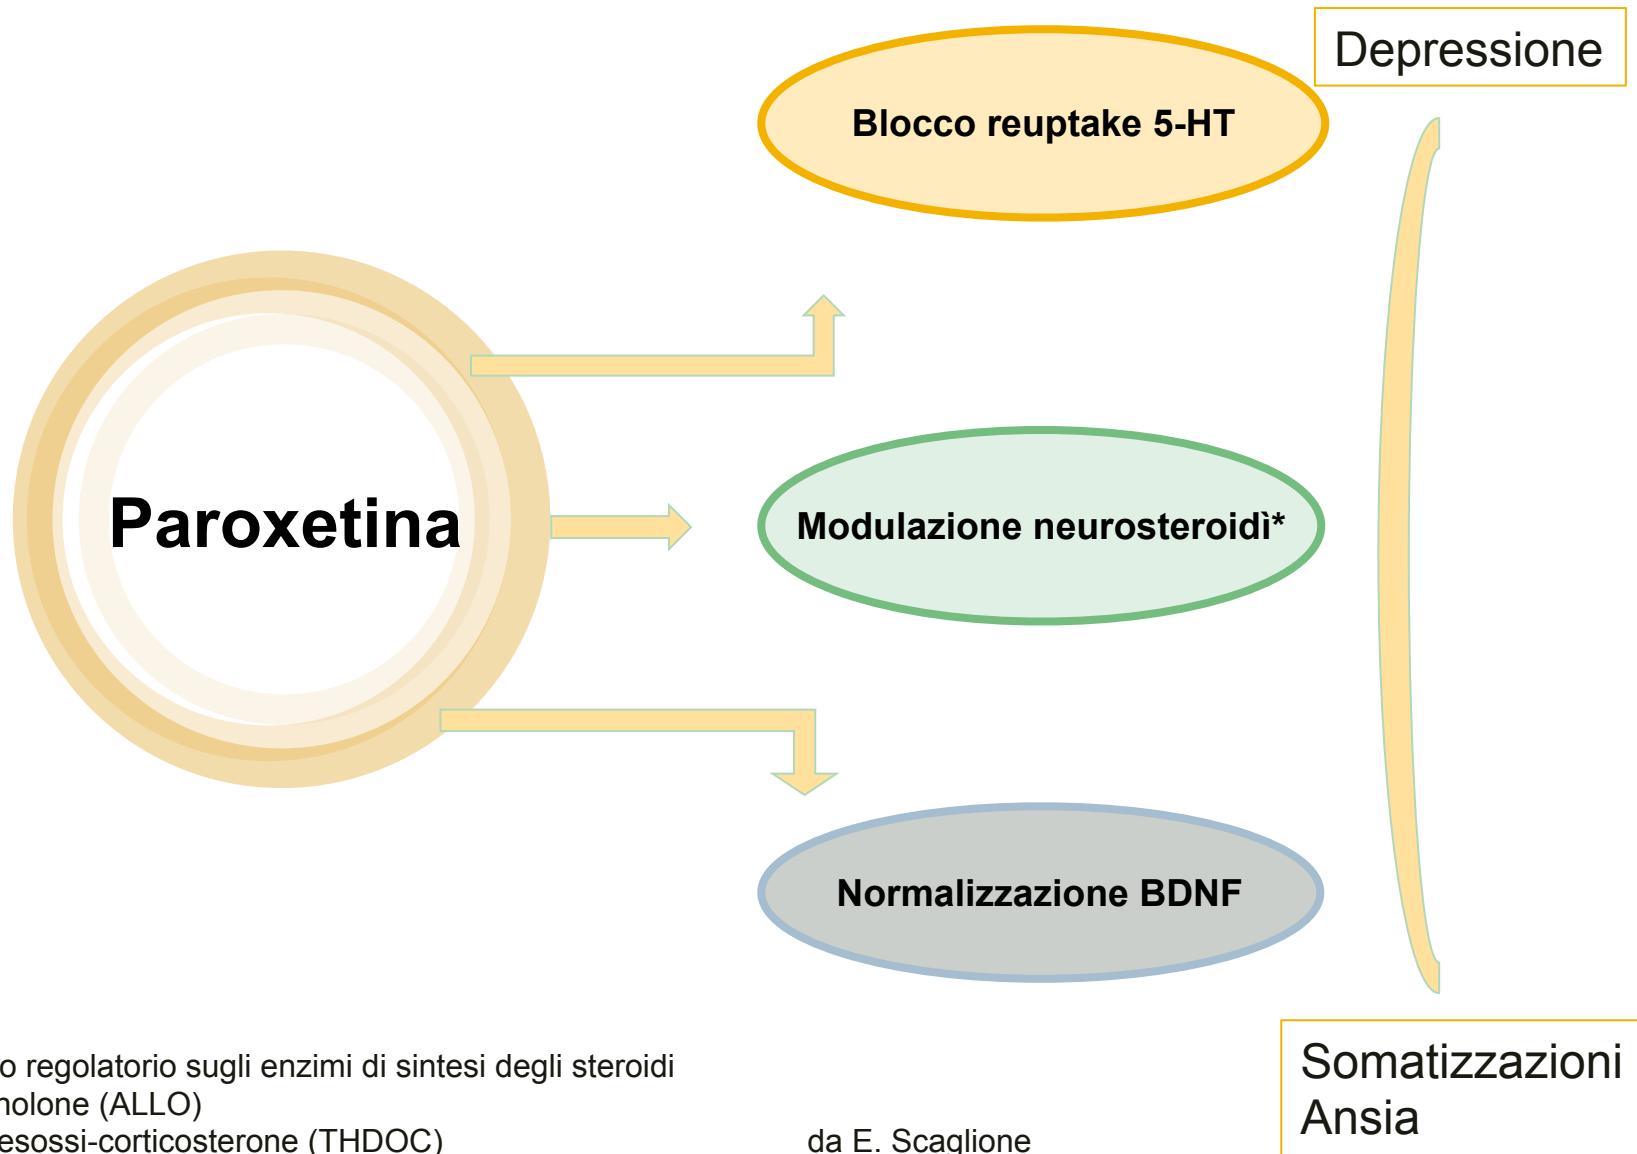 Depressione
Blocco reuptake 5-HT
Paroxetina
Modulazione neurosteroidì*
Normalizzazione BDNF
o regolatorio sugli enzimi di sintesi degli steroidi
nolone (ALLO)
esossi-corticosterone (THDOC)
da E. Scaglione
Somatizzazioni
Ansia